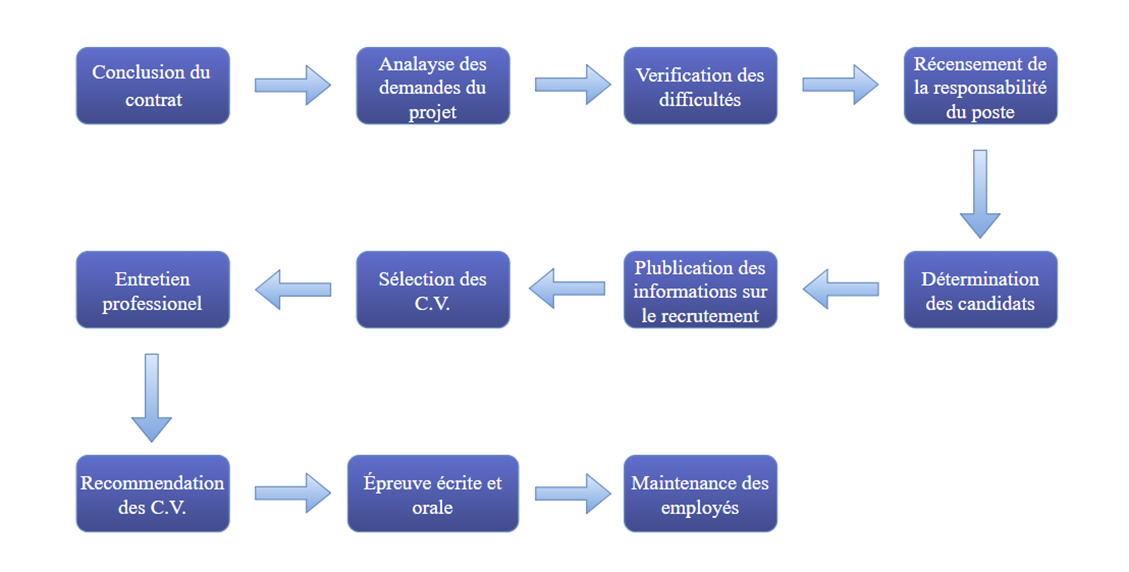 Conclusion du
contrat
Analayse des
demandes du
projet
Verification des
difficultés
Récensement de
la responsabilité
du poste
Détermination
des candidats
Plublication des
informations sur
le recrutement
Sélection des
C.V.
Entretien
professionel
Recommendation
des C.V.
Épreuve écrite et
orale
Maintenance des
employés